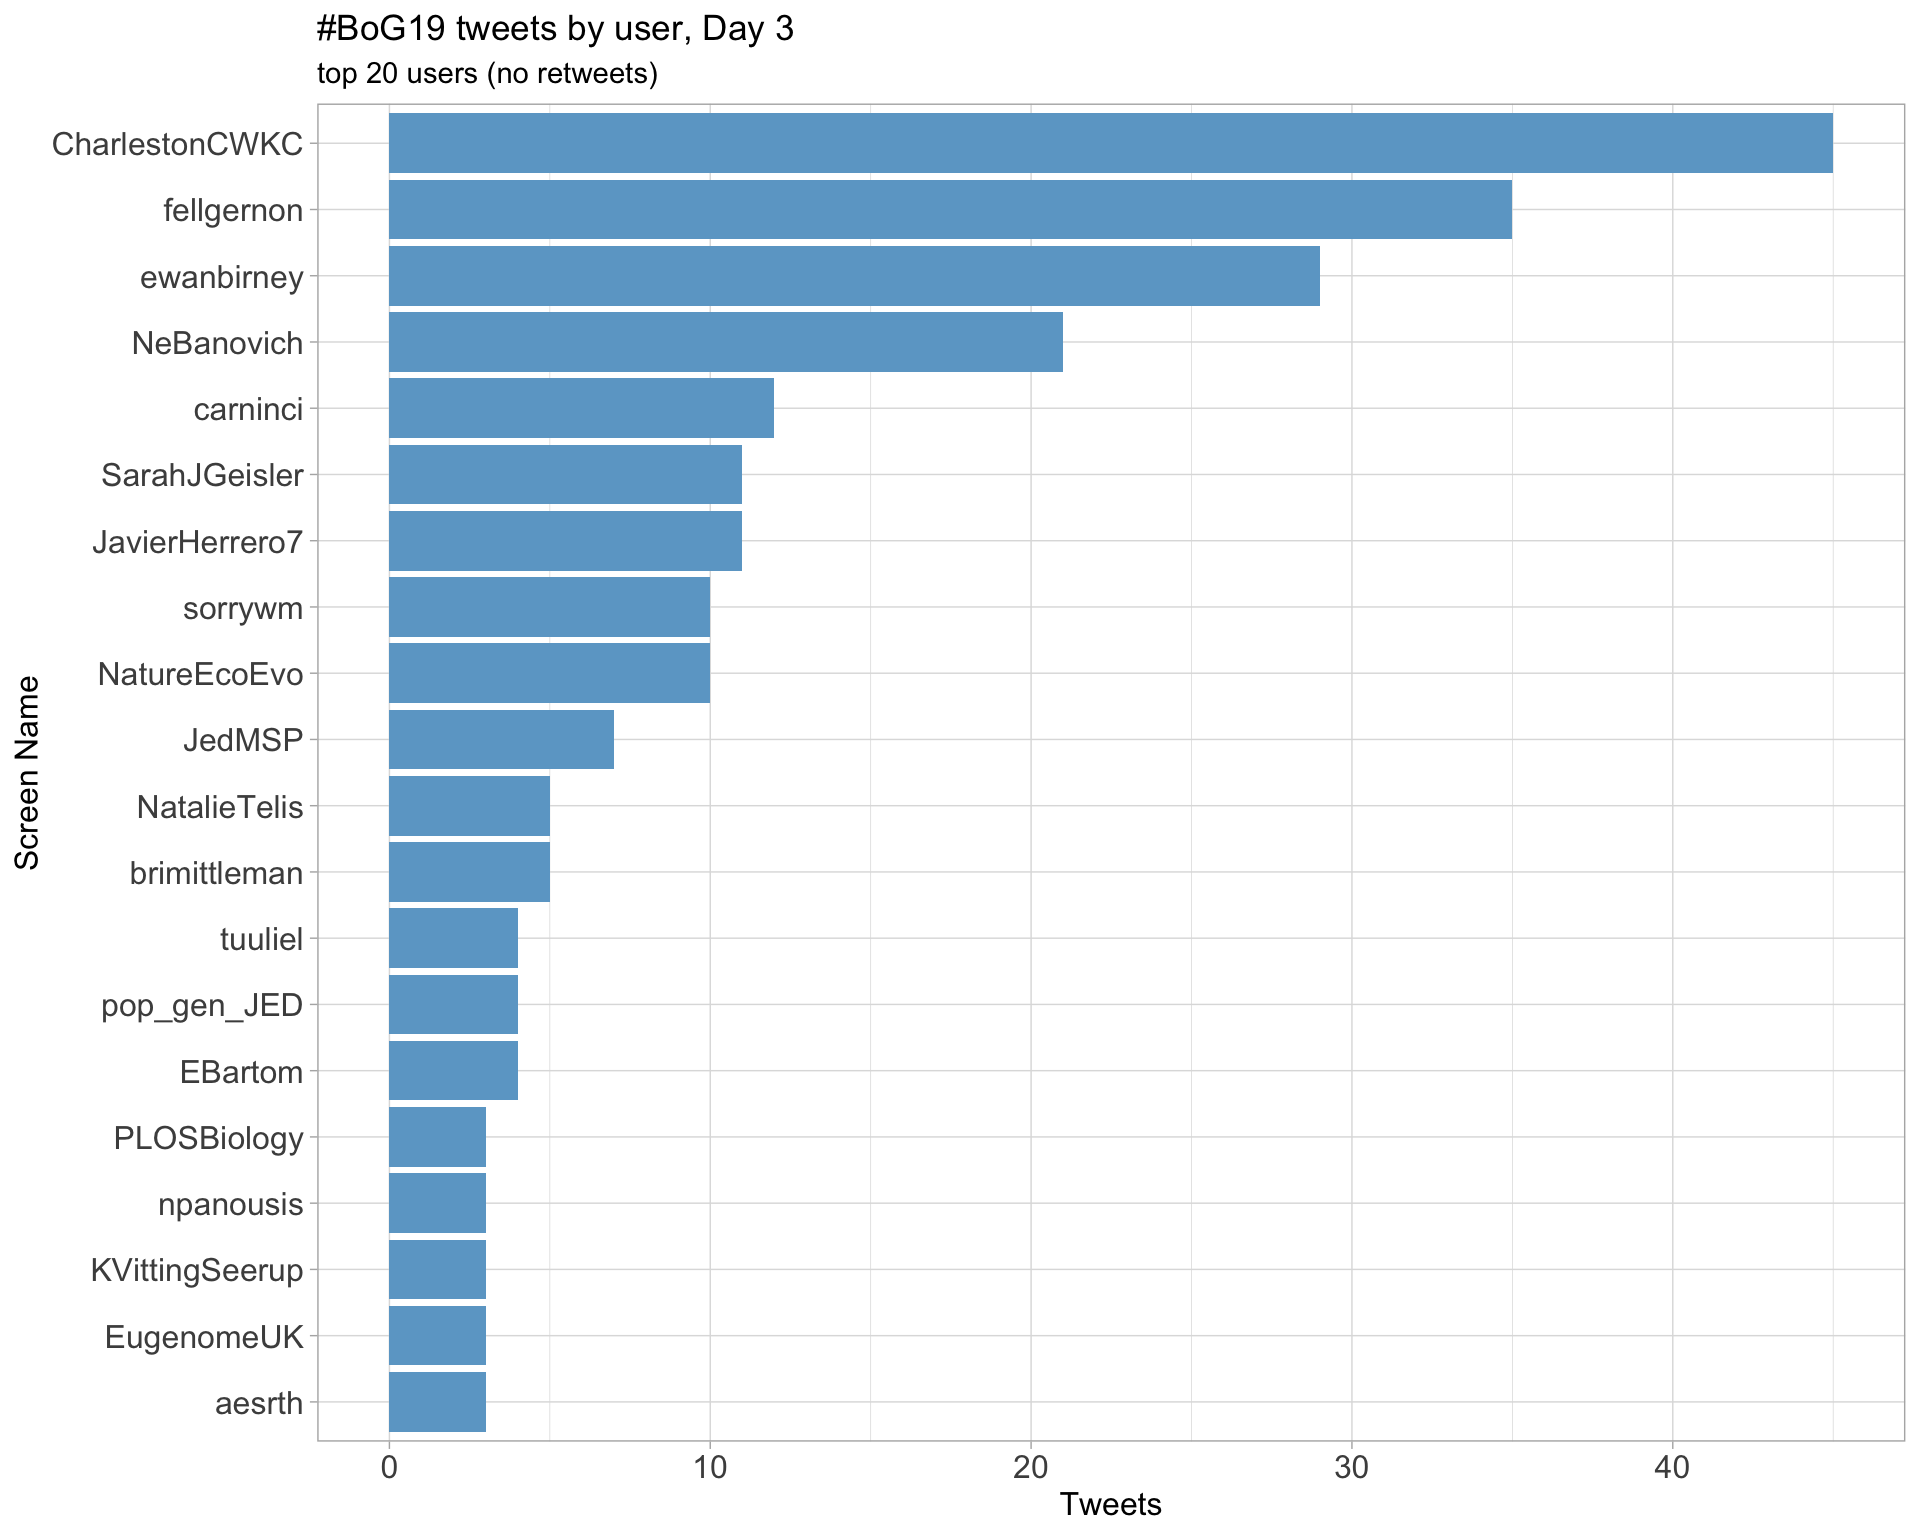 #BoG19 tweets by user, Day 3
top 20 users (no retweets)
Screen Name
CharlestonCWKC
fellgernon
ewanbirney
NeBanovich
carninci
SarahJGeisler
JavierHerrero7
sorrywm
NatureEcoEvo
JedMSP
NatalieTelis
brimittleman
tuuliel
pop_gen_JED
EBartom
PLOSBiology
npanousis
KVittingSeerup
EugenomeUK
aesrth
0 10 20 30 40
Tweets